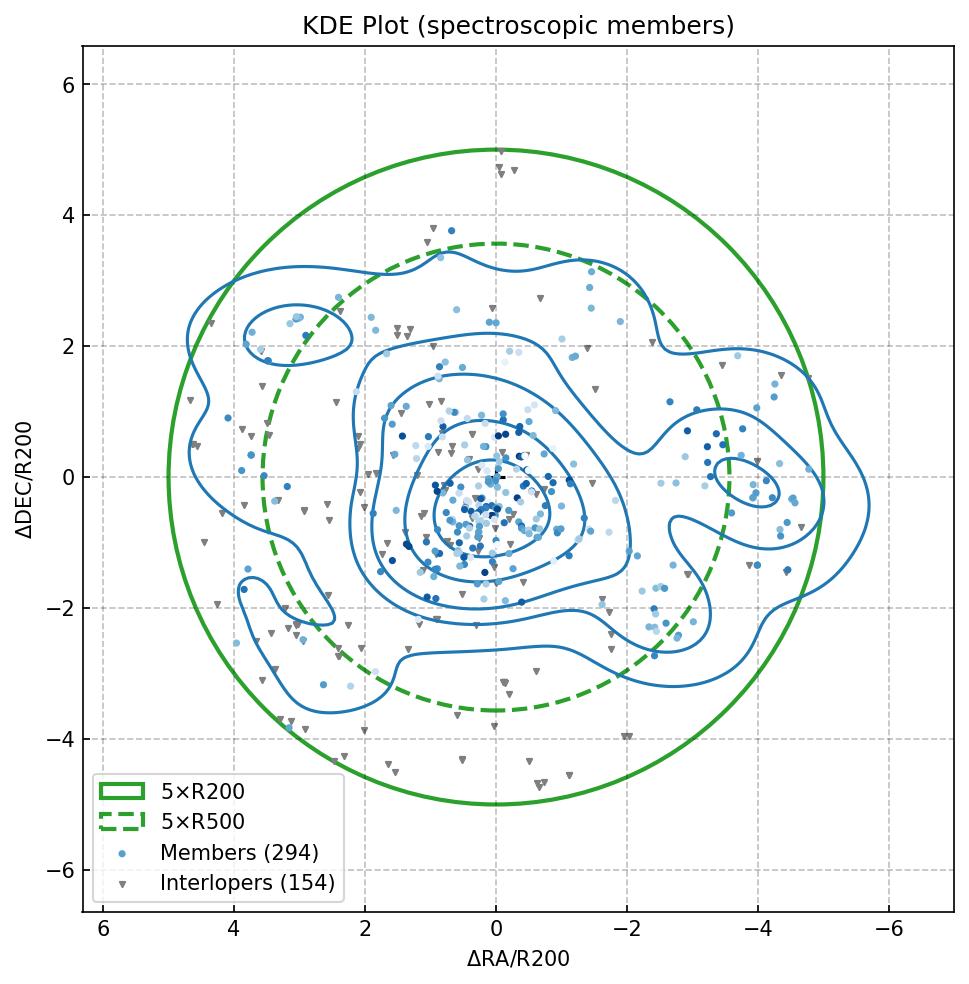 KDE Plot (spectroscopic members)
6
4
2
0
−2
−4
−6
ΔDEC/R200
5×R200
5×R500
Members (294)
Interlopers (154)
6
4
2
0
−2
−4
−6
ΔRA/R200